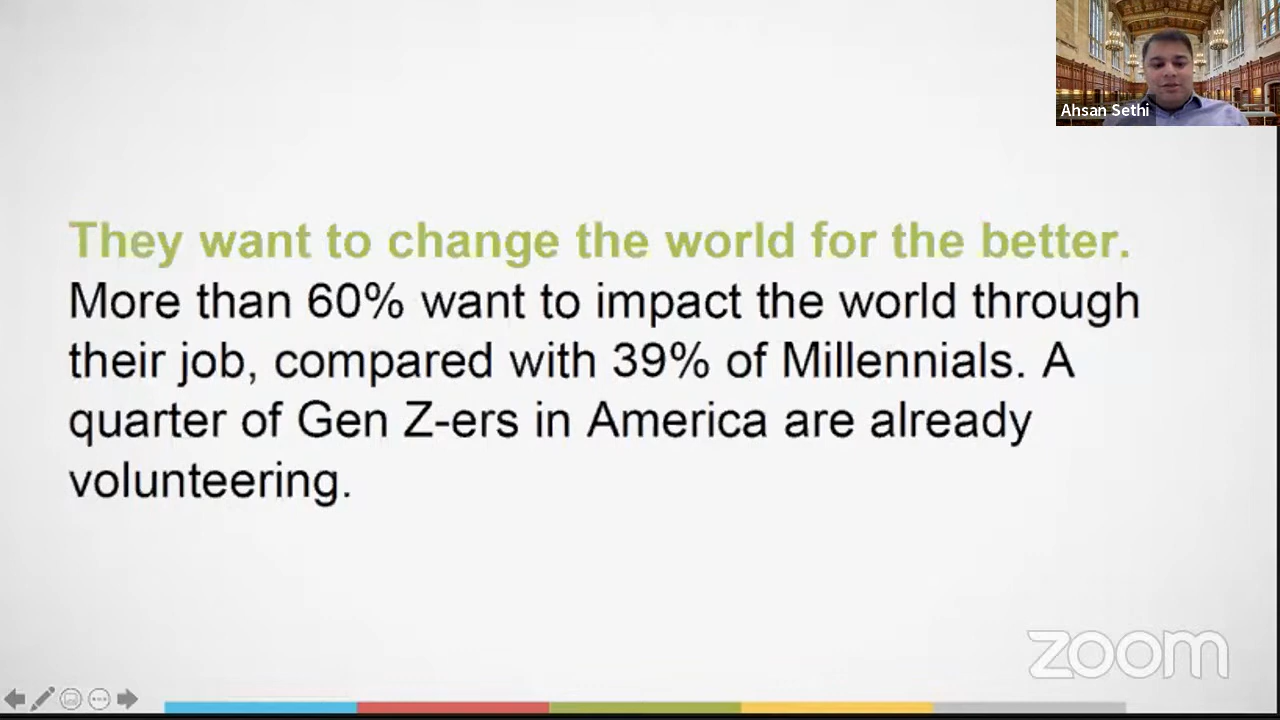 Ahsan Sethi
They want to change the world for the better.
More than 60% want to impact the world through
their job, compared with 39% of Millennials. A
quarter of Gen Z-ers in America are already
volunteering.
zoom